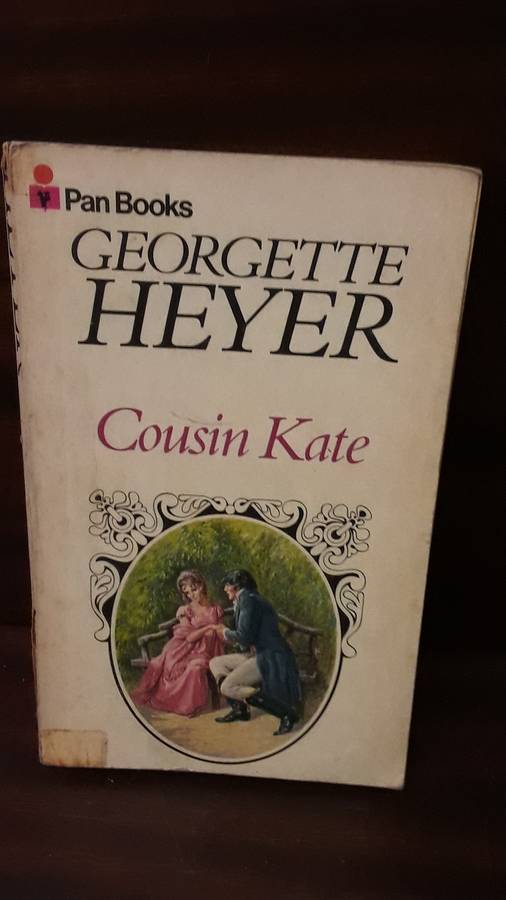 Pan Books
GEORGETTE
HEYER
Cousin Kate